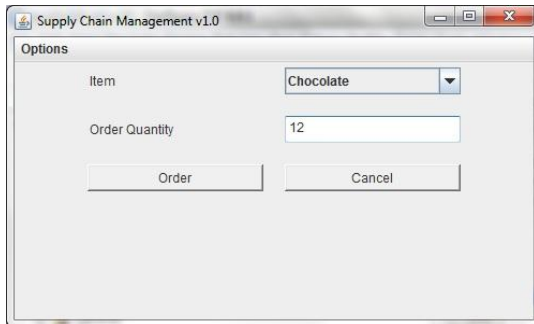 Supply Chain Management v1.0
Options
Item
Chocolate
Order Quantity
12
Order
Cancel